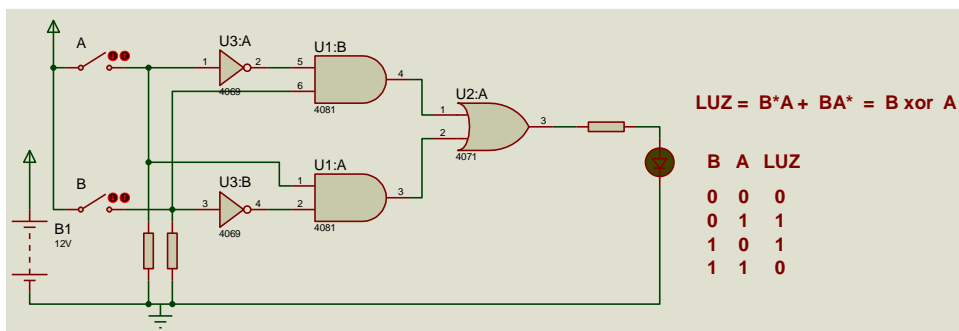 A
U3:A
1
2
4069
U1:B
5
6
4
4081
U2:A
1
2
3
4071
LUZ = B*A + BA* = B xor A
B A LUZ
0 0 0
0 1 1
1 0 1
1 1 0
U1:A
1
2
3
4081
B
U3:B
3
4
4069
B1
12V